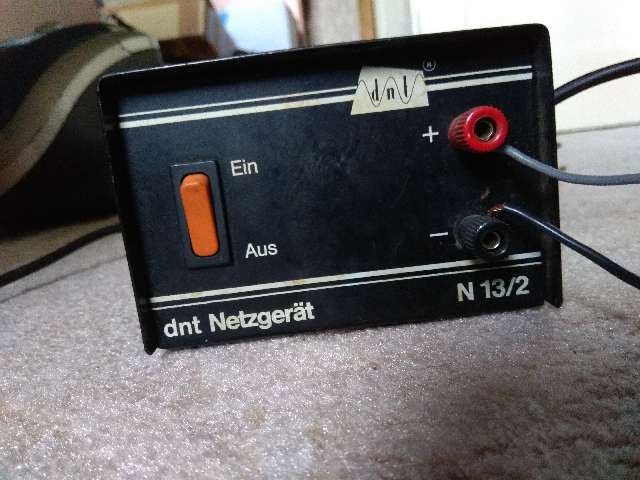 dnt ®
+
Ein
Aus
−
N 13/2
dnt Netzgerät